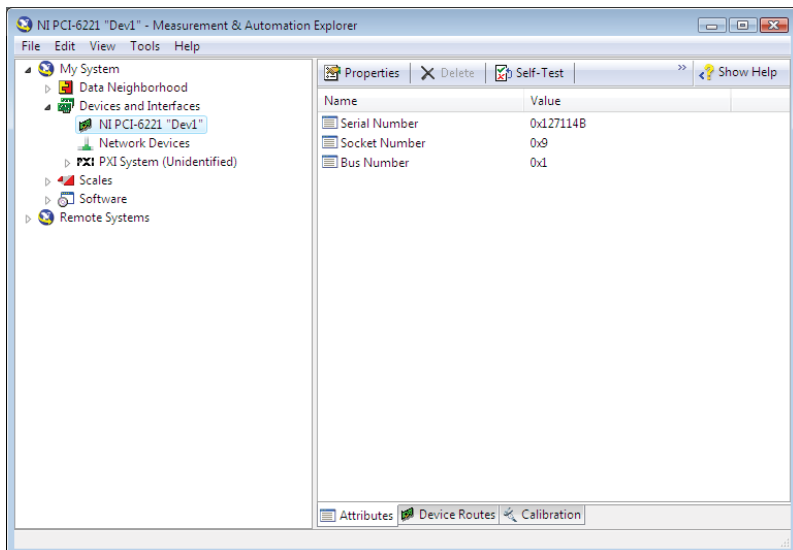 NI PCI-6221 "Dev1" - Measurement & Automation Explorer
File Edit View Tools Help
My System
Data Neighborhood
Devices and Interfaces
NI PCI-6221 "Dev1"
Network Devices
PXI PXI System (Unidentified)
Scales
Software
Remote Systems
Properties Delete Self-Test » Show Help
Name Value
Serial Number 0x127114B
Socket Number 0x9
Bus Number 0x1
Attributes Device Routes Calibration